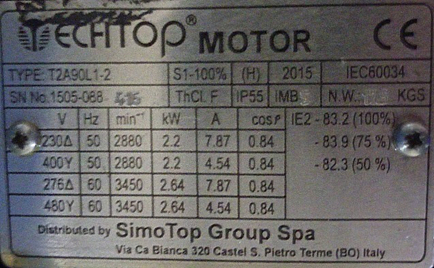 TECHTOP® MOTOR CE
TYPE: T2A90L1-2 S1-100% (H) 2015 IEC60034
SN No.1505-088 ThCl. F IP55 IMB N.W. KGS
V Hz min⁻¹ kW A cosφ IE2 - 83.2 (100%)
230Δ 50 2880 2.2 7.87 0.84 - 83.9 (75 %)
400Y 50 2880 2.2 4.54 0.84 - 82.3 (50 %)
276Δ 60 3450 2.64 7.87 0.84
480Y 60 3450 2.64 4.54 0.84
Distributed by SimoTop Group Spa
Via Ca Bianca 320 Castel S. Pietro Terme (BO) Italy